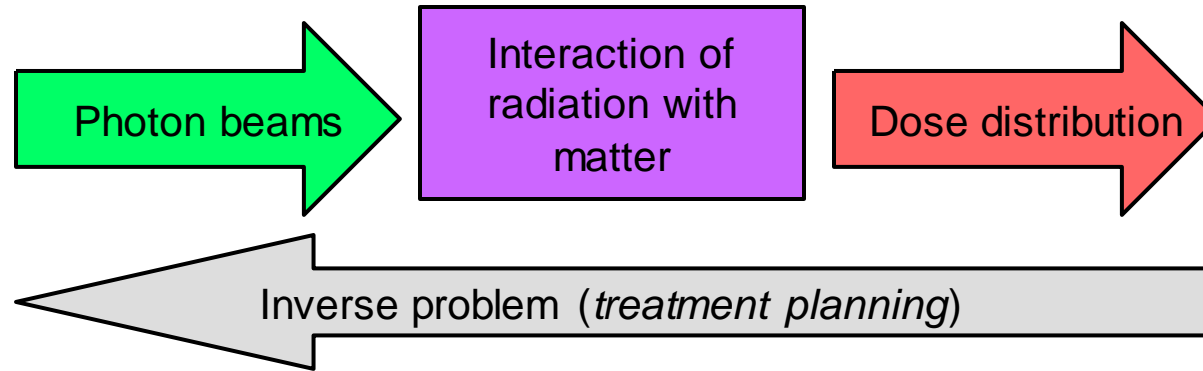 Photon beams
Interaction of
radiation with
matter
Dose distribution
Inverse problem (treatment planning)